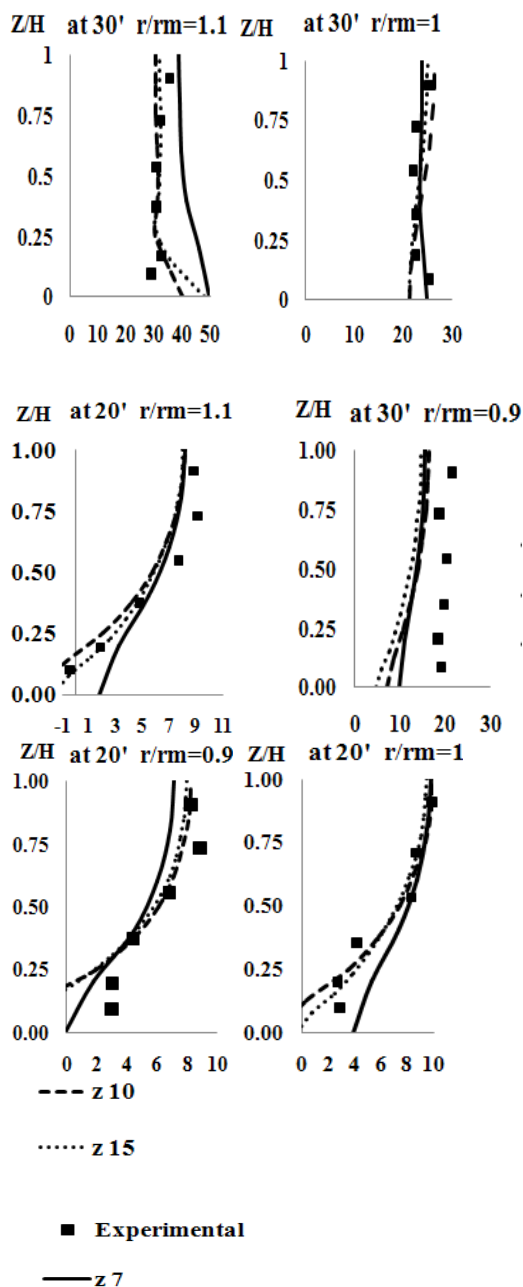 Z/H at 30' r/rm=1.1 Z/H at 30' r/rm=1
1 1
0.75 0.75
0.5 0.5
0.25 0.25
0 0
0 10 20 30 40 50 0 10 20 30
Z/H at 20' r/rm=1.1 Z/H at 30' r/rm=0.9
1.00 1.00
0.75 0.75
0.50 0.50
0.25 0.25
0.00 0.00
-1 1 3 5 7 9 11 0 10 20 30
Z/H at 20' r/rm=0.9 Z/H at 20' r/rm=1
1.00 1.00
0.75 0.75
0.50 0.50
0.25 0.25
0.00 0.00
0 2 4 6 8 10 0 2 4 6 8 10
z 10
z 15
Experimental
z 7